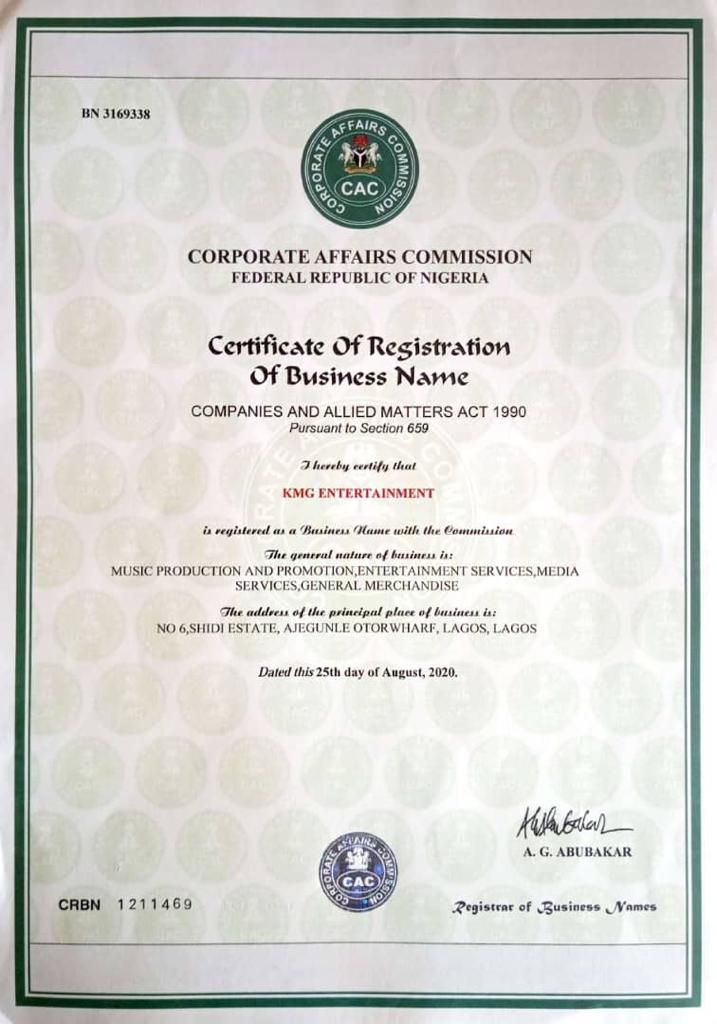 BN 3169338
CORPORATE AFFAIRS COMMISSION
CAC
CORPORATE AFFAIRS COMMISSION
FEDERAL REPUBLIC OF NIGERIA
Certificate Of Registration
Of Business Name
COMPANIES AND ALLIED MATTERS ACT 1990
Pursuant to Section 659
I hereby certify that
KMG ENTERTAINMENT
is registered as a Business Name with the Commission
The general nature of business is:
MUSIC PRODUCTION AND PROMOTION,ENTERTAINMENT SERVICES,MEDIA
SERVICES,GENERAL MERCHANDISE
The address of the principal place of business is:
NO 6,SHIDI ESTATE, AJEGUNLE OTORWHARF, LAGOS, LAGOS
Dated this 25th day of August, 2020.
A. G. ABUBAKAR
CORPORATE AFFAIRS COMMISSION
CAC
CRBN 1211469
Registrar of Business Names